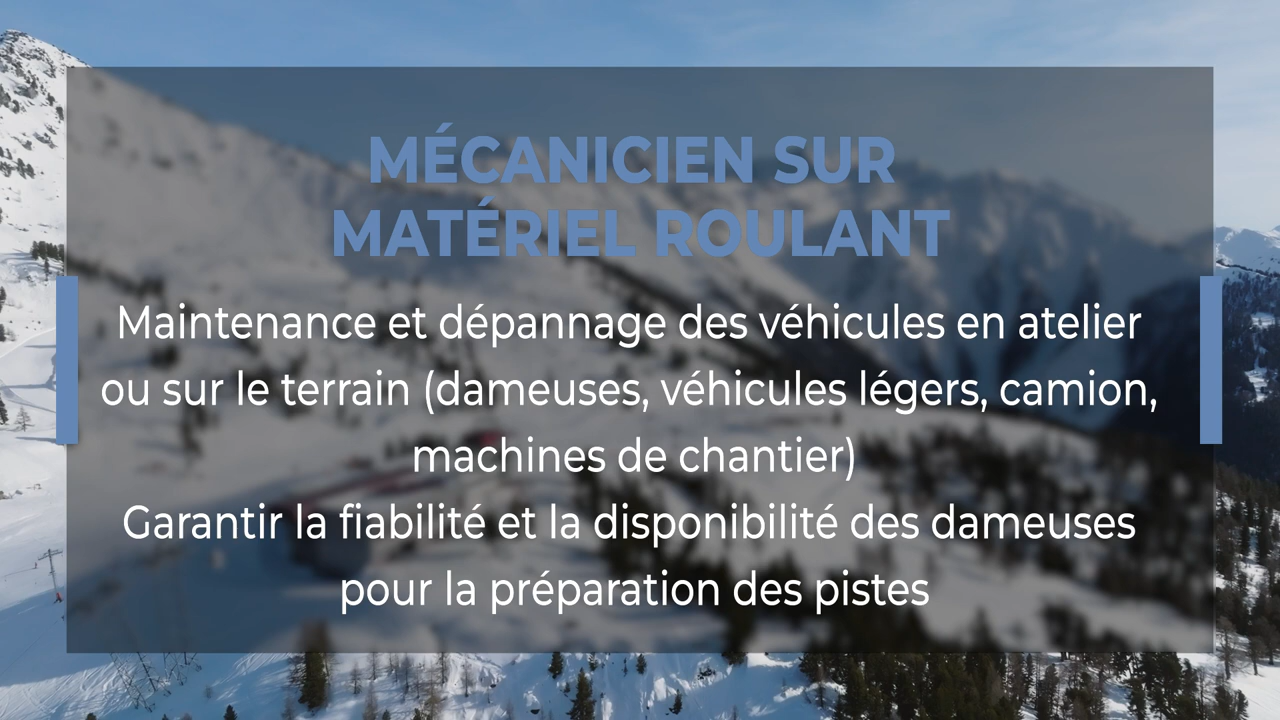 MÉCANICIEN SUR
MATÉRIEL ROULANT
Maintenance et dépannage des véhicules en atelier
ou sur le terrain (dameuses, véhicules légers, camion,
machines de chantier)
Garantir la fiabilité et la disponibilité des dameuses
pour la préparation des pistes